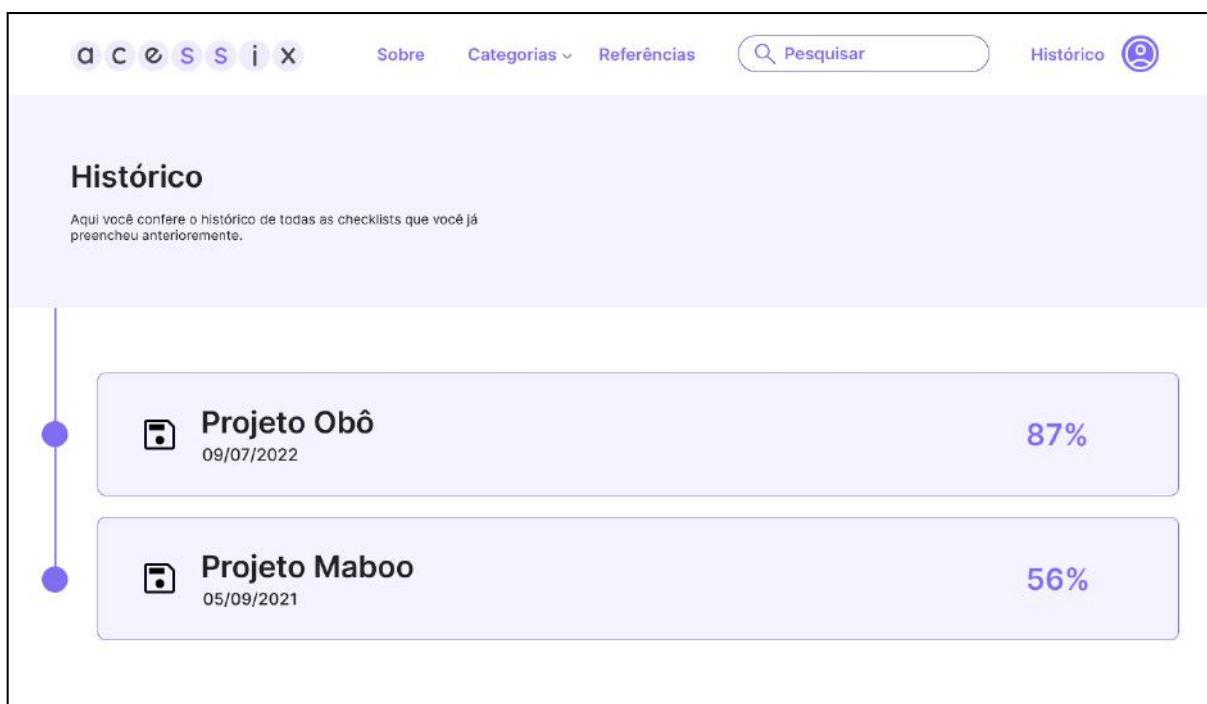 acessix
Sobre Categorias Referências Pesquisar Histórico
Histórico
Aqui você confere o histórico de todas as checklists que você já
preencheu anterioremente.
Projeto Obô
09/07/2022
87%
Projeto Maboo
05/09/2021
56%